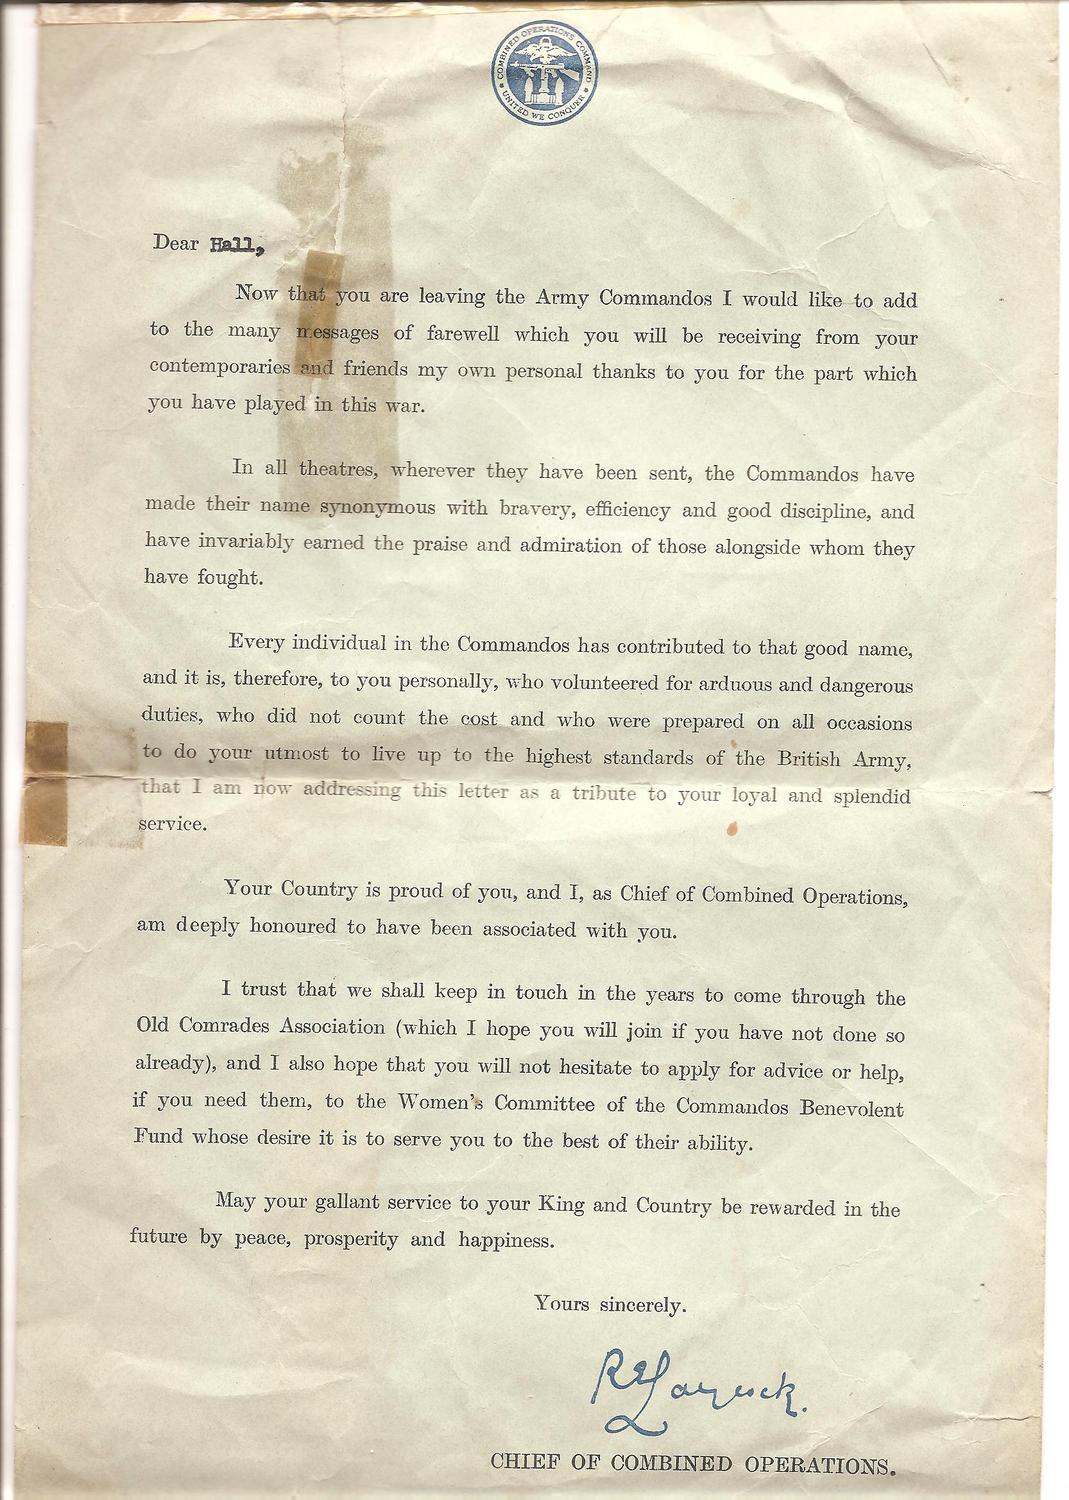 COMBINED OPERATIONS COMMAND
UNITED WE CONQUER
Dear Hall,
Now that you are leaving the Army Commandos I would like to add
to the many messages of farewell which you will be receiving from your
contemporaries and friends my own personal thanks to you for the part which
you have played in this war.
In all theatres, wherever they have been sent, the Commandos have
made their name synonymous with bravery, efficiency and good discipline, and
have invariably earned the praise and admiration of those alongside whom they
have fought.
Every individual in the Commandos has contributed to that good name,
and it is, therefore, to you personally, who volunteered for arduous and dangerous
duties, who did not count the cost and who were prepared on all occasions
to do your utmost to live up to the highest standards of the British Army,
that I am now addressing this letter as a tribute to your loyal and splendid
service.
Your Country is proud of you, and I, as Chief of Combined Operations,
am deeply honoured to have been associated with you.
I trust that we shall keep in touch in the years to come through the
Old Comrades Association (which I hope you will join if you have not done so
already), and I also hope that you will not hesitate to apply for advice or help,
if you need them, to the Women's Committee of the Commandos Benevolent
Fund whose desire it is to serve you to the best of their ability.
May your gallant service to your King and Country be rewarded in the
future by peace, prosperity and happiness.
Yours sincerely.
RELaycock.
CHIEF OF COMBINED OPERATIONS.